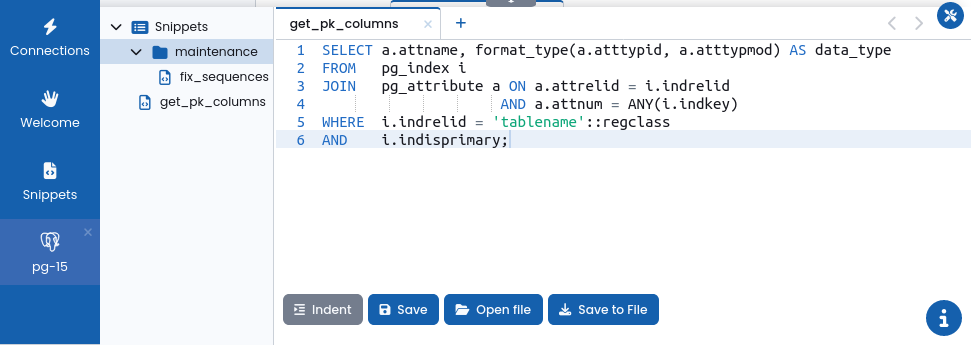 Connections
Welcome
Snippets
pg-15
Snippets
maintenance
fix_sequences
get_pk_columns
get_pk_columns
1 SELECT a.attname, format_type(a.atttypid, a.atttypmod) AS data_type
2 FROM   pg_index i
3 JOIN   pg_attribute a ON a.attrelid = i.indrelid
4                      AND a.attnum = ANY(i.indkey)
5 WHERE  i.indrelid = 'tablename'::regclass
6 AND    i.indisprimary;
Indent Save Open file Save to File